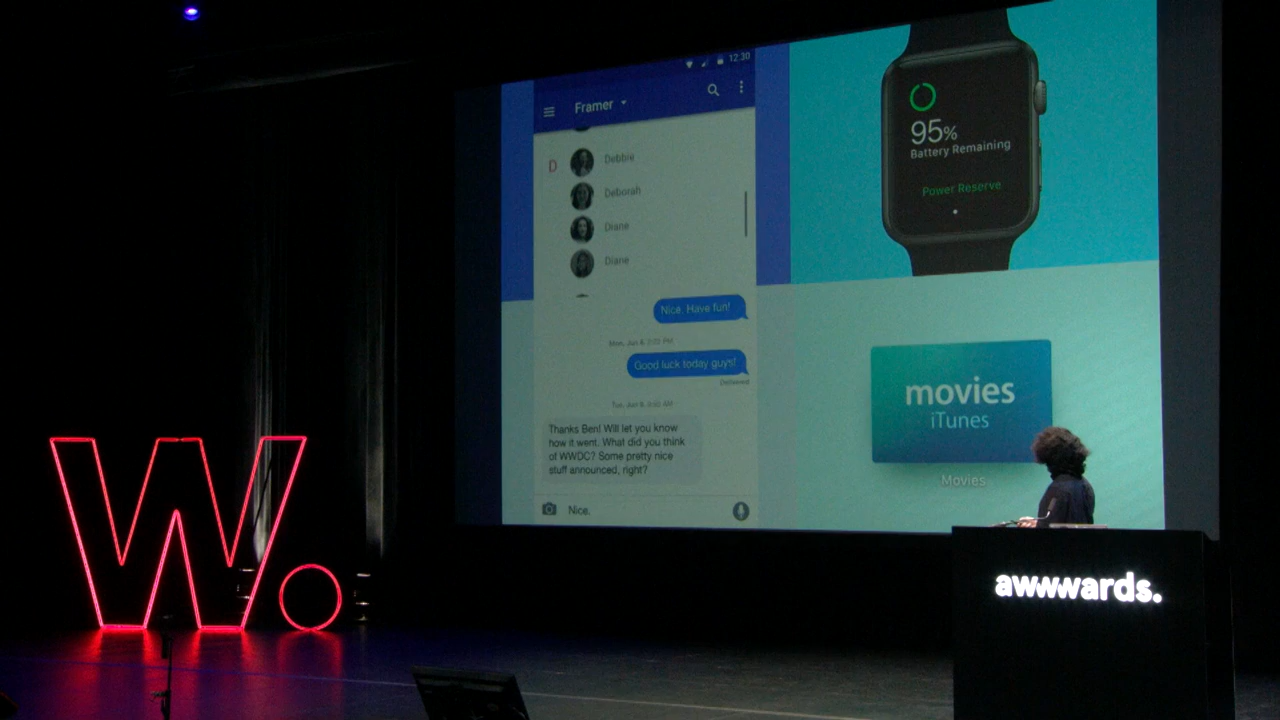 12:30
Framer
D
Debbie
Deborah
Diane
Diane
Nice. Have fun!
Good luck today guys!
Delivered
Thanks Ben! Will let you know
how it went. What did you think
of WWDC? Some pretty nice
stuff announced, right?
Nice.
95%
Battery Remaining
Power Reserve
movies
iTunes
Movies
W.
awwwards.